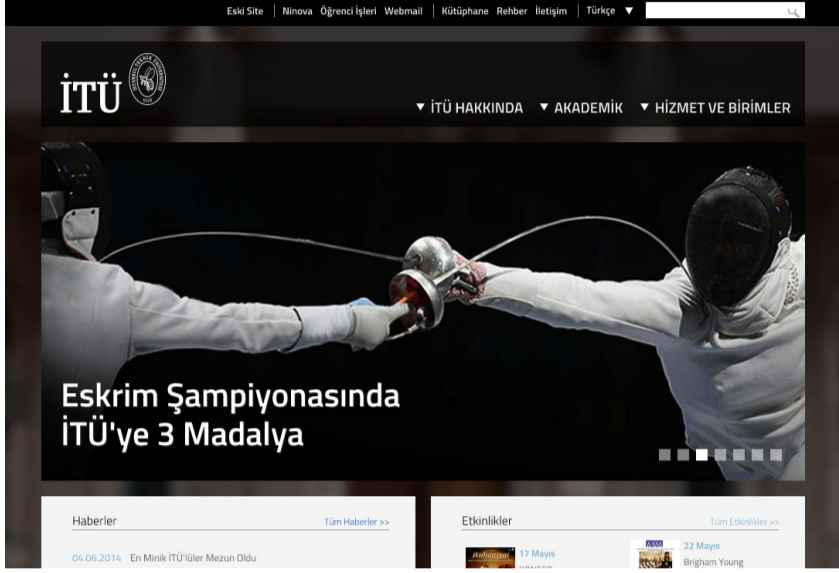 Eski Site Ninova Öğrenci İşleri Webmail Kütüphane Rehber İletişim Türkçe ▼
İTÜ
▼ İTÜ HAKKINDA ▼ AKADEMİK ▼ HİZMET VE BİRİMLER
Eskrim Şampiyonasında
İTÜ'ye 3 Madalya
Haberler Tüm Haberler >>
Etkinlikler Tüm Etkinlikler >>
04.06.2014 En Minik İTÜ'lüler Mezun Oldu
17 Mayıs
22 Mayıs
Brigham Young